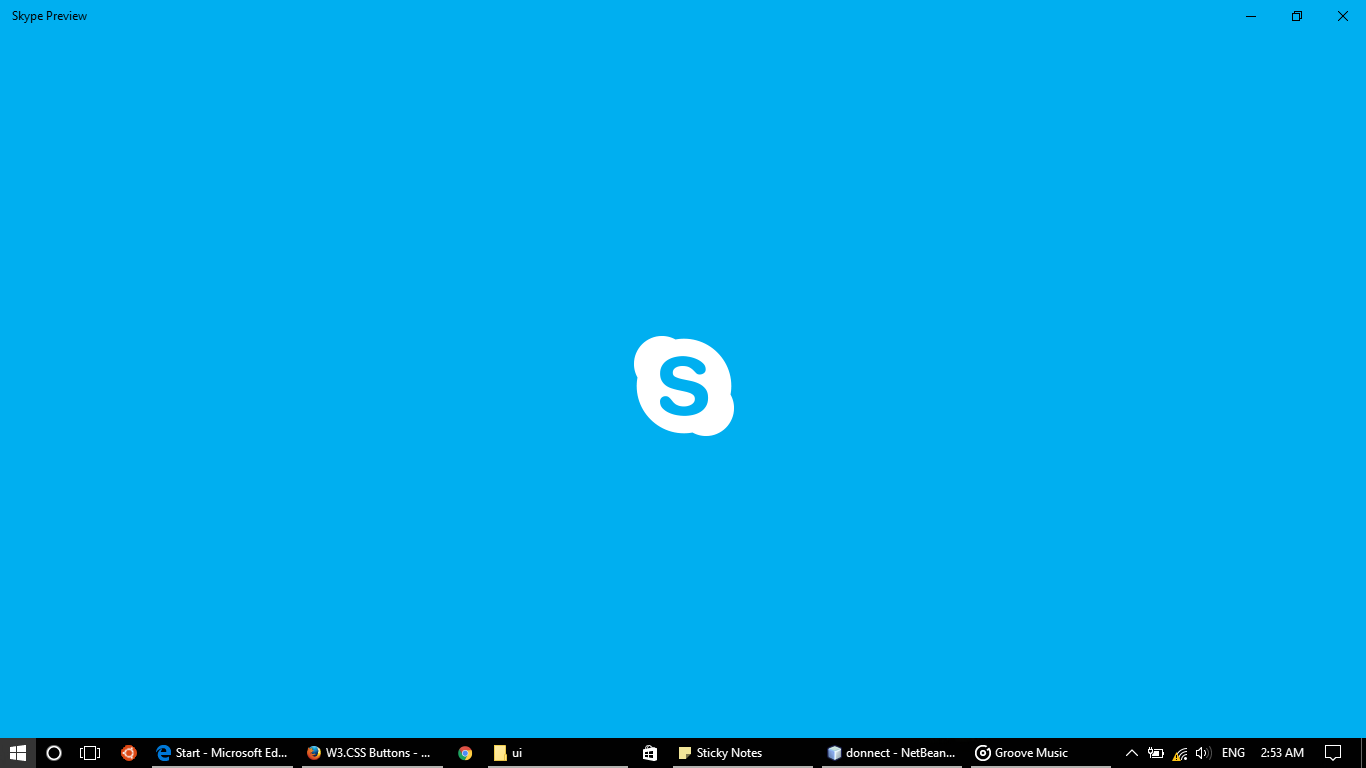 Skype Preview
S
Start - Microsoft Ed...
W3.CSS Buttons - ...
ui
Sticky Notes
donnect - NetBean...
Groove Music
ENG
2:53 AM